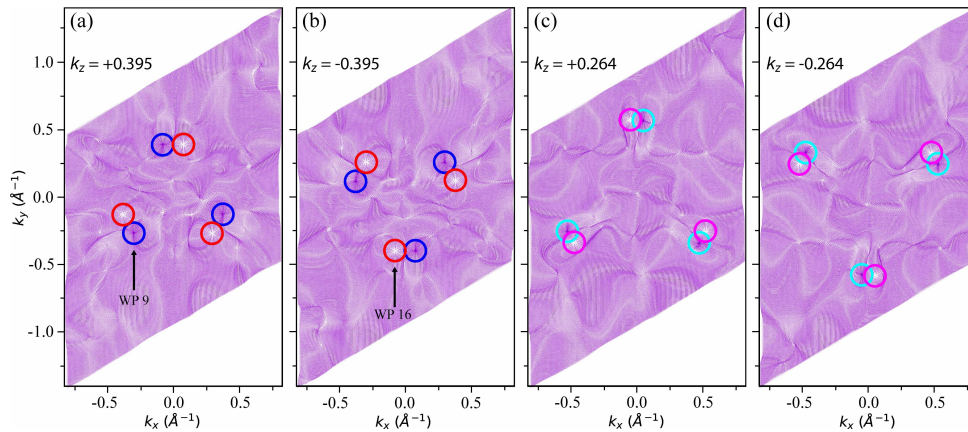 (a)
k_z = +0.395
WP 9
(b)
k_z = -0.395
WP 16
(c)
k_z = +0.264
(d)
k_z = -0.264
1.0
0.5
0.0
-0.5
-1.0
k_y (Å⁻¹)
-0.5 0.0 0.5
-0.5 0.0 0.5
-0.5 0.0 0.5
-0.5 0.0 0.5
k_x (Å⁻¹)
k_x (Å⁻¹)
k_x (Å⁻¹)
k_x (Å⁻¹)